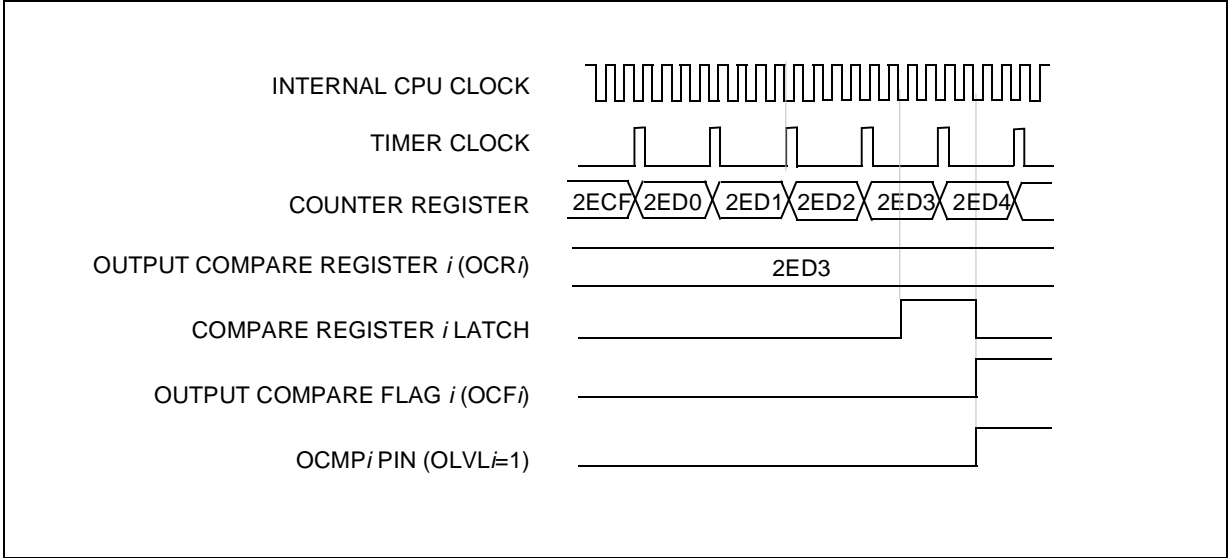 INTERNAL CPU CLOCK
TIMER CLOCK
COUNTER REGISTER 2ECF 2ED0 2ED1 2ED2 2ED3 2ED4
OUTPUT COMPARE REGISTER i (OCRi) 2ED3
COMPARE REGISTER i LATCH
OUTPUT COMPARE FLAG i (OCFi)
OCMPi PIN (OLVLi=1)